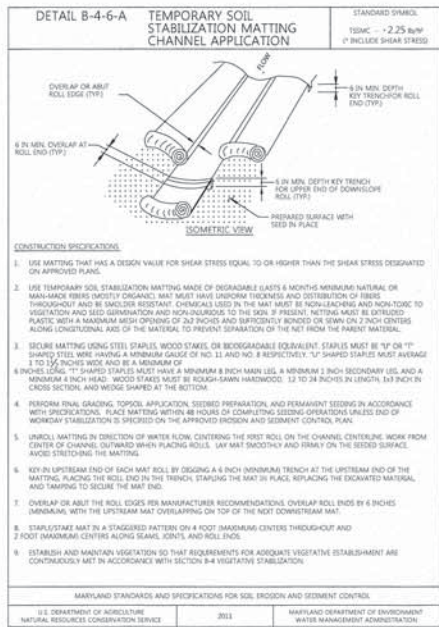 DETAIL B-4-6-A TEMPORARY SOIL
STABILIZATION MATTING
CHANNEL APPLICATION
STANDARD SYMBOL
TSSMC - * 2.25 lb/ft²
(* INCLUDE SHEAR STRESS)
FLOW
OVERLAP OR ABUT
ROLL EDGE (TYP.)
6 IN MIN. DEPTH
KEY TRENCH FOR ROLL
END (TYP.)
6 IN MIN. OVERLAP AT
ROLL END (TYP.)
6 IN MIN. DEPTH KEY TRENCH
FOR UPPER END OF DOWNSLOPE
ROLL (TYP.)
PREPARED SURFACE WITH
SEED IN PLACE
ISOMETRIC VIEW
CONSTRUCTION SPECIFICATIONS
1. USE MATTING THAT HAS A DESIGN VALUE FOR SHEAR STRESS EQUAL TO OR HIGHER THAN THE SHEAR STRESS DESIGNATED
ON APPROVED PLANS.
2. USE TEMPORARY SOIL STABILIZATION MATTING MADE OF DEGRADABLE (LASTS 6 MONTHS MINIMUM) NATURAL OR
MAN-MADE FIBERS (MOSTLY ORGANIC). MAT MUST HAVE UNIFORM THICKNESS AND DISTRIBUTION OF FIBERS
THROUGHOUT AND BE SMOLDER RESISTANT. CHEMICALS USED IN THE MAT MUST BE NON-LEACHING AND NON-TOXIC TO
VEGETATION AND SEED GERMINATION AND NON-INJURIOUS TO THE SKIN. IF PRESENT, NETTING MUST BE EXTRUDED
PLASTIC WITH A MAXIMUM MESH OPENING OF 2x2 INCHES AND SUFFICIENTLY BONDED OR SEWN ON 2 INCH CENTERS
ALONG LONGITUDINAL AXIS OF THE MATERIAL TO PREVENT SEPARATION OF THE NET FROM THE PARENT MATERIAL.
3. SECURE MATTING USING STEEL STAPLES, WOOD STAKES, OR BIODEGRADABLE EQUIVALENT. STAPLES MUST BE "U" OR "T"
SHAPED STEEL WIRE HAVING A MINIMUM GAUGE OF NO. 11 AND NO. 8 RESPECTIVELY. "U" SHAPED STAPLES MUST AVERAGE
1 TO 1½ INCHES WIDE AND BE A MINIMUM OF
6 INCHES LONG. "T" SHAPED STAPLES MUST HAVE A MINIMUM 8 INCH MAIN LEG, A MINIMUM 1 INCH SECONDARY LEG, AND A
MINIMUM 4 INCH HEAD. WOOD STAKES MUST BE ROUGH-SAWN HARDWOOD, 12 TO 24 INCHES IN LENGTH, 1x3 INCH IN
CROSS SECTION, AND WEDGE SHAPED AT THE BOTTOM.
4. PERFORM FINAL GRADING, TOPSOIL APPLICATION, SEEDBED PREPARATION, AND PERMANENT SEEDING IN ACCORDANCE
WITH SPECIFICATIONS. PLACE MATTING WITHIN 48 HOURS OF COMPLETING SEEDING OPERATIONS UNLESS END OF
WORKDAY STABILIZATION IS SPECIFIED ON THE APPROVED EROSION AND SEDIMENT CONTROL PLAN.
5. UNROLL MATTING IN DIRECTION OF WATER FLOW, CENTERING THE FIRST ROLL ON THE CHANNEL CENTERLINE. WORK FROM
CENTER OF CHANNEL OUTWARD WHEN PLACING ROLLS. LAY MAT SMOOTHLY AND FIRMLY ON THE SEEDED SURFACE.
AVOID STRETCHING THE MATTING.
6. KEY-IN UPSTREAM END OF EACH MAT ROLL BY DIGGING A 6 INCH (MINIMUM) TRENCH AT THE UPSTREAM END OF THE
MATTING, PLACING THE ROLL END IN THE TRENCH, STAPLING THE MAT IN PLACE, REPLACING THE EXCAVATED MATERIAL,
AND TAMPING TO SECURE THE MAT END.
7. OVERLAP OR ABUT THE ROLL EDGES PER MANUFACTURER RECOMMENDATIONS. OVERLAP ROLL ENDS BY 6 INCHES
(MINIMUM), WITH THE UPSTREAM MAT OVERLAPPING ON TOP OF THE NEXT DOWNSTREAM MAT.
8. STAPLE/STAKE MAT IN A STAGGERED PATTERN ON 4 FOOT (MAXIMUM) CENTERS THROUGHOUT AND
2 FOOT (MAXIMUM) CENTERS ALONG SEAMS, JOINTS, AND ROLL ENDS.
9. ESTABLISH AND MAINTAIN VEGETATION SO THAT REQUIREMENTS FOR ADEQUATE VEGETATIVE ESTABLISHMENT ARE
CONTINUOUSLY MET IN ACCORDANCE WITH SECTION B-4 VEGETATIVE STABILIZATION.
MARYLAND STANDARDS AND SPECIFICATIONS FOR SOIL EROSION AND SEDIMENT CONTROL
U.S. DEPARTMENT OF AGRICULTURE
NATURAL RESOURCES CONSERVATION SERVICE
2011
MARYLAND DEPARTMENT OF ENVIRONMENT
WATER MANAGEMENT ADMINISTRATION